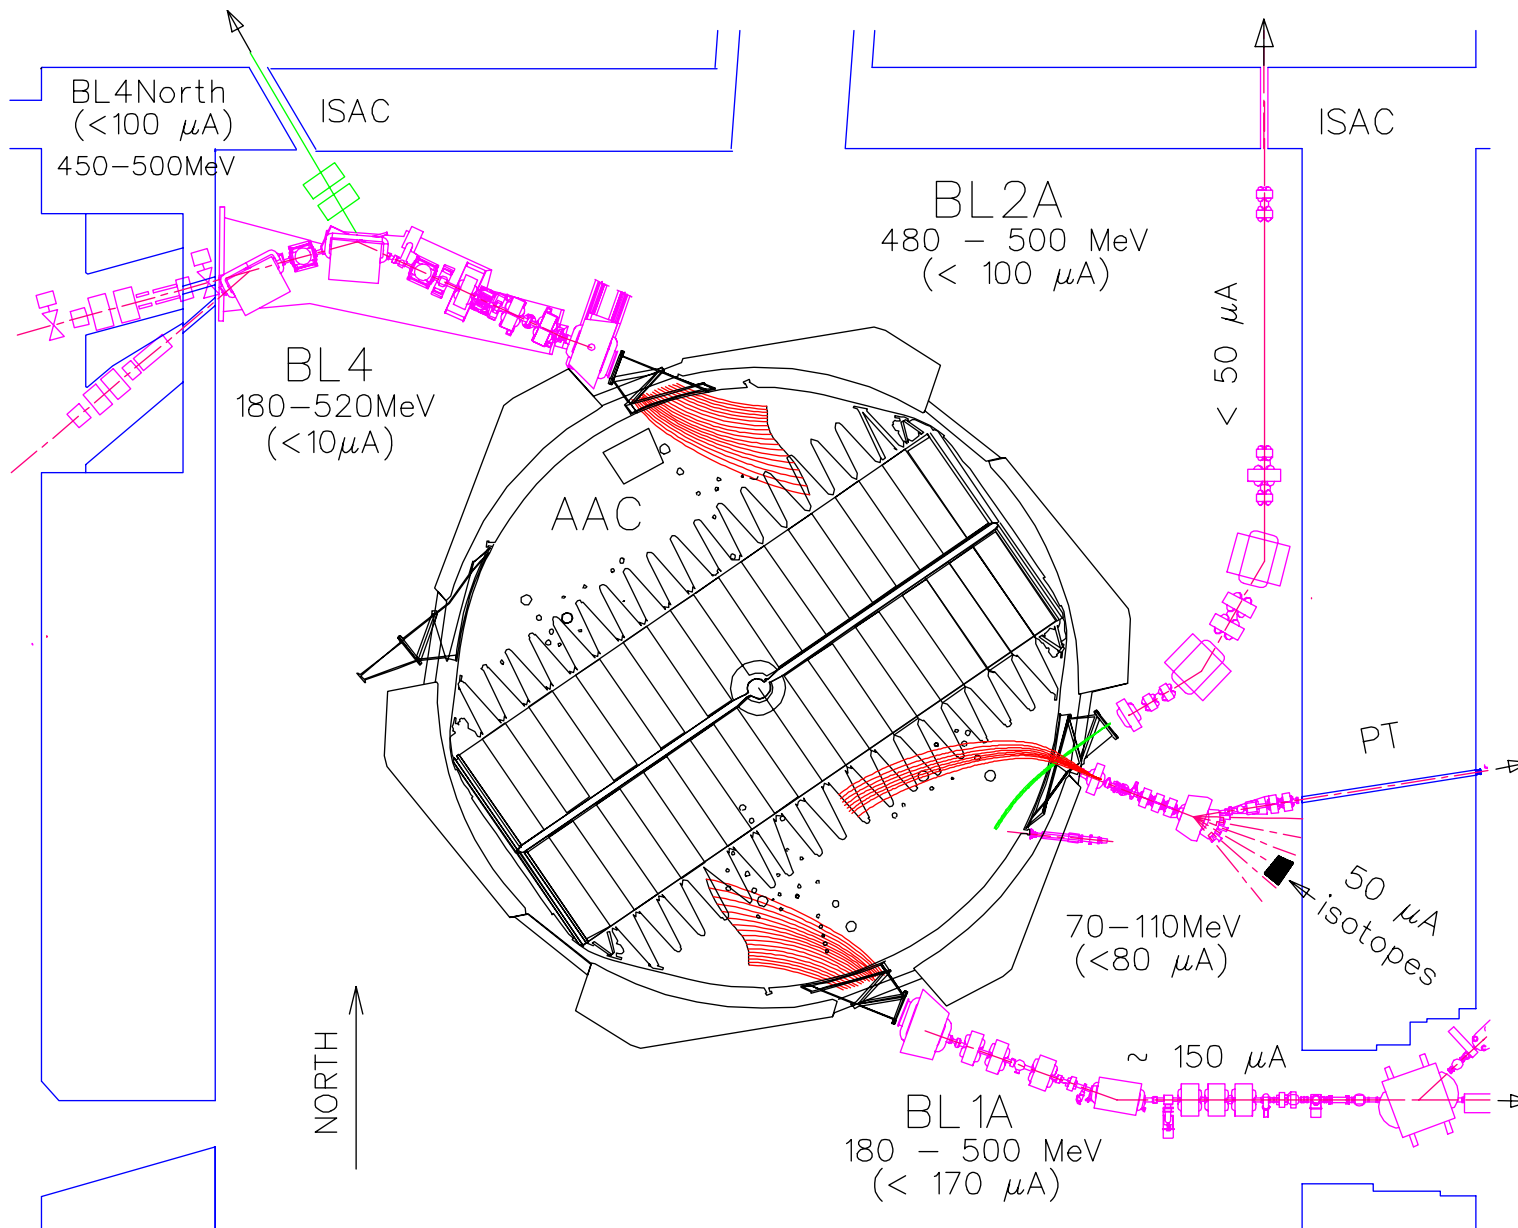 BL4North
(<100 μA)
450-500MeV
ISAC
ISAC
BL2A
480 - 500 MeV
(< 100 μA)
< 50 μA
BL4
180-520MeV
(<10μA)
AAC
PT
50 μA
isotopes
70-110MeV
(<80 μA)
NORTH
~ 150 μA
BL1A
180 - 500 MeV
(< 170 μA)